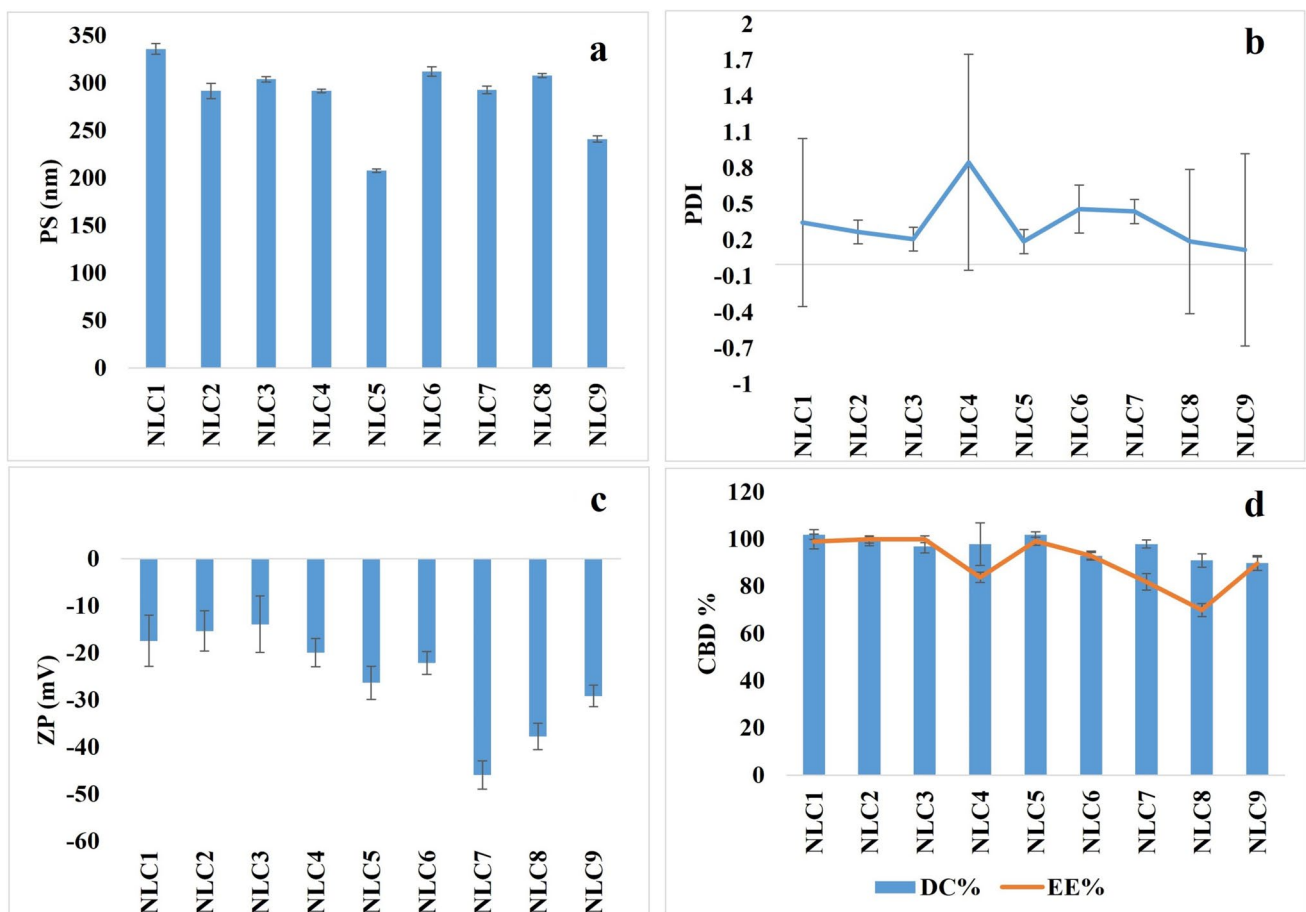 a
PS (nm)
350
300
250
200
150
100
50
0
NLC1 NLC2 NLC3 NLC4 NLC5 NLC6 NLC7 NLC8 NLC9
b
PDI
2
1.7
1.4
1.1
0.8
0.5
0.2
-0.1
-0.4
-0.7
-1
NLC1 NLC2 NLC3 NLC4 NLC5 NLC6 NLC7 NLC8 NLC9
c
ZP (mV)
0
-10
-20
-30
-40
-50
-60
NLC1 NLC2 NLC3 NLC4 NLC5 NLC6 NLC7 NLC8 NLC9
d
CBD %
120
100
80
60
40
20
0
NLC1 NLC2 NLC3 NLC4 NLC5 NLC6 NLC7 NLC8 NLC9
DC% EE%